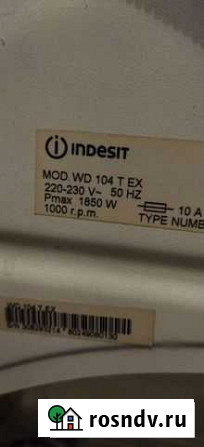 indesit
MOD. WD 104 T EX
220-230 V~ 50 HZ
Pmax 1850 W
10 A
1000 r.p.m.
TYPE NUMB
WD 104 T EX
S/N
rosndv.ru